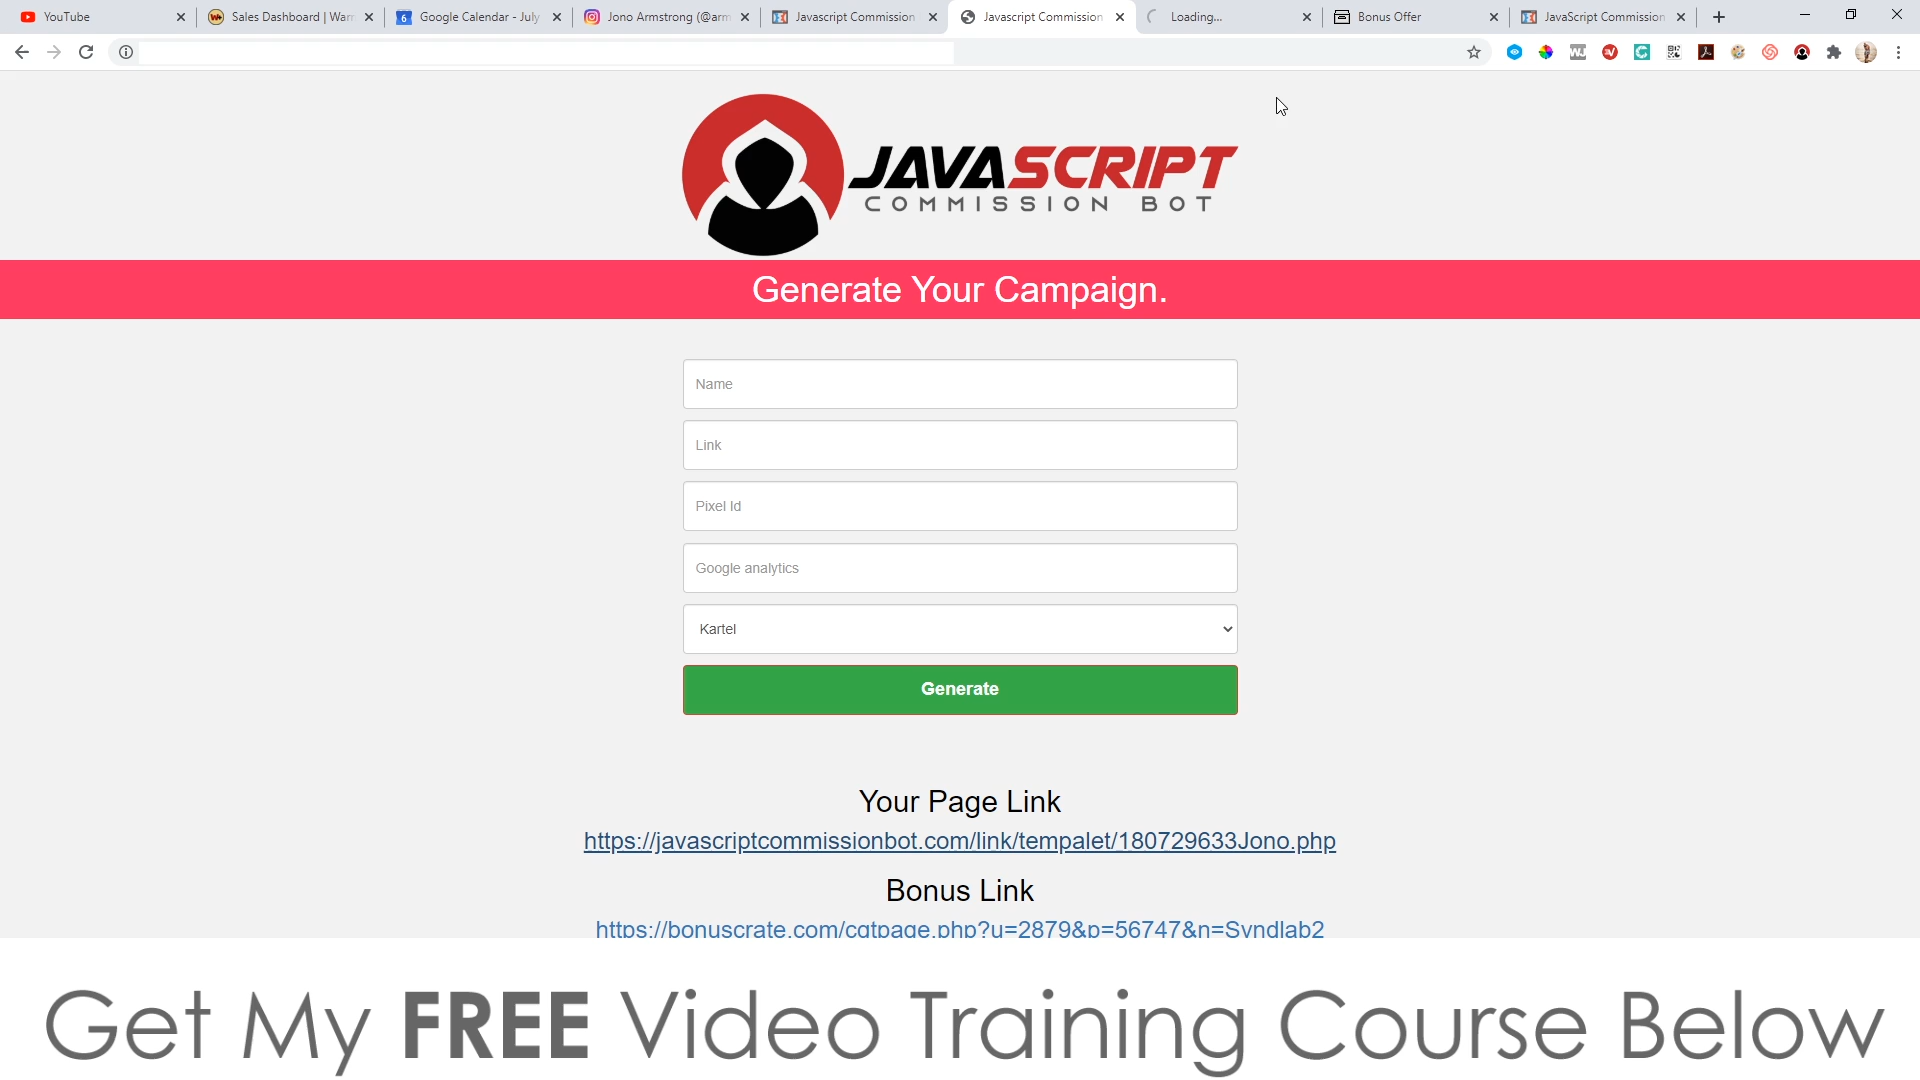 YouTube
Sales Dashboard | War
Google Calendar - July
Jono Armstrong (@arm
Javascript Commission
Javascript Commission
Loading...
Bonus Offer
JavaScript Commission
JAVASCRIPT
COMMISSION BOT
Generate Your Campaign.
Name
Link
Pixel Id
Google analytics
Kartel
Generate
Your Page Link
https://javascriptcommissionbot.com/link/tempalet/180729633Jono.php
Bonus Link
https://bonuscrate.com/cgtpage.php?u=2879&p=56747&n=Syndlab2
Get My FREE Video Training Course Below